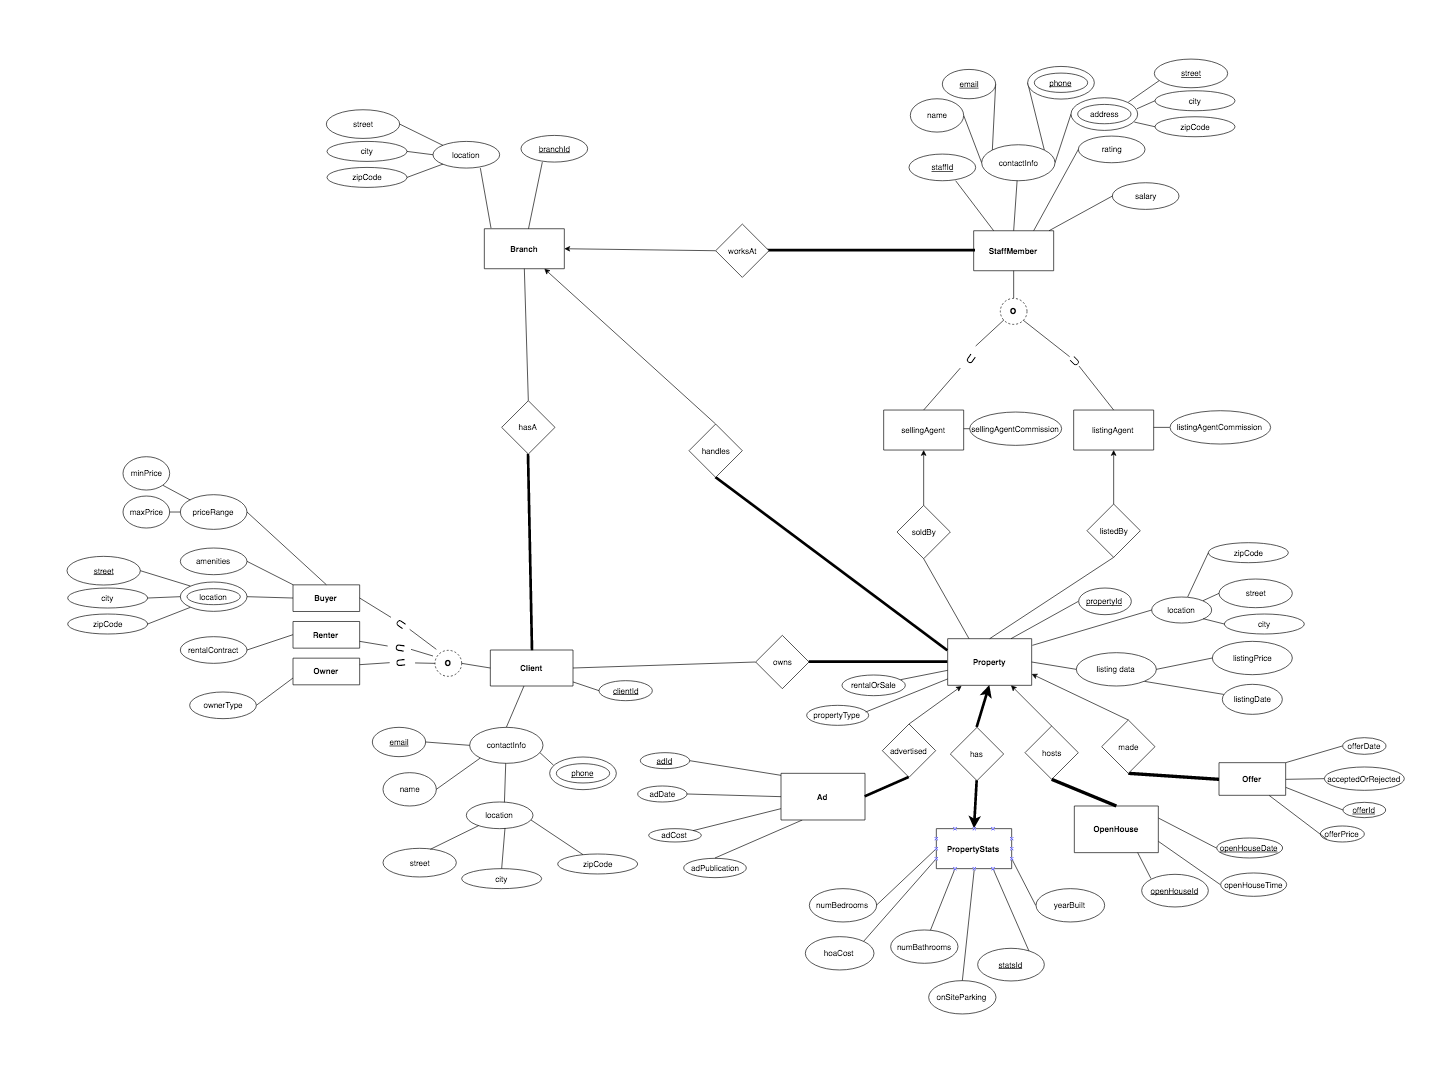 street
email
phone
street
city
name
address
zipCode
street
city
zipCode
location
branchId
rating
contactInfo
staffId
salary
Branch
worksAt
StaffMember
O
U
U
hasA
handles
sellingAgent
sellingAgentCommission
listingAgent
listingAgentCommission
minPrice
maxPrice
priceRange
soldBy
listedBy
zipCode
amenities
street
location
city
zipCode
Buyer
propertyId
street
location
city
U
Renter
rentalContract
U
U
O
Owner
ownerType
Client
clientId
owns
Property
rentalOrSale
propertyType
listing data
listingPrice
listingDate
email
contactInfo
name
phone
location
street
city
zipCode
advertised
has
hosts
made
adId
adDate
adCost
adPublication
Ad
offerDate
acceptedOrRejected
offerId
offerPrice
Offer
OpenHouse
openHouseDate
openHouseTime
openHouseId
PropertyStats
numBedrooms
yearBuilt
hoaCost
numBathrooms
statsId
onSiteParking